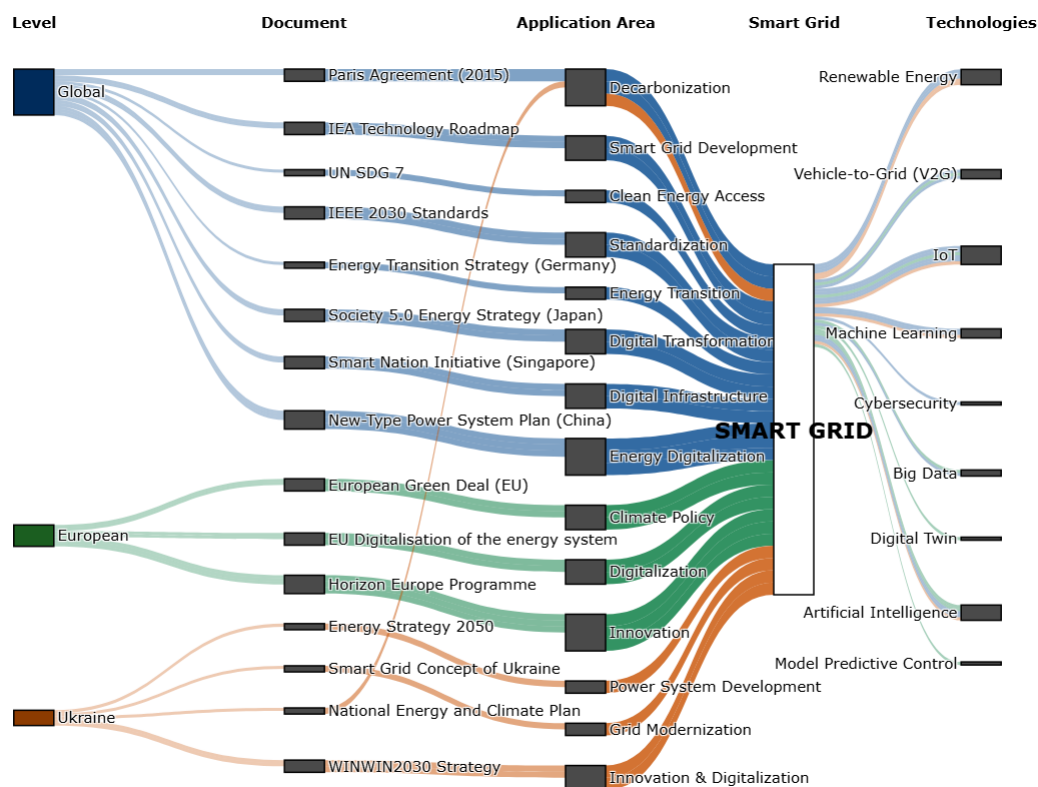 Level
Document
Application Area
Smart Grid
Technologies
Global
European
Ukraine
Paris Agreement (2015)
IEA Technology Roadmap
UN SDG 7
IEEE 2030 Standards
Energy Transition Strategy (Germany)
Society 5.0 Energy Strategy (Japan)
Smart Nation Initiative (Singapore)
New-Type Power System Plan (China)
European Green Deal (EU)
EU Digitalisation of the energy system
Horizon Europe Programme
Energy Strategy 2050
Smart Grid Concept of Ukraine
National Energy and Climate Plan
WINWIN2030 Strategy
Decarbonization
Smart Grid Development
Clean Energy Access
Standardization
Energy Transition
Digital Transformation
Digital Infrastructure
Energy Digitalization
Climate Policy
Digitalization
Innovation
Power System Development
Grid Modernization
Innovation & Digitalization
SMART GRID
Renewable Energy
Vehicle-to-Grid (V2G)
IoT
Machine Learning
Cybersecurity
Big Data
Digital Twin
Artificial Intelligence
Model Predictive Control